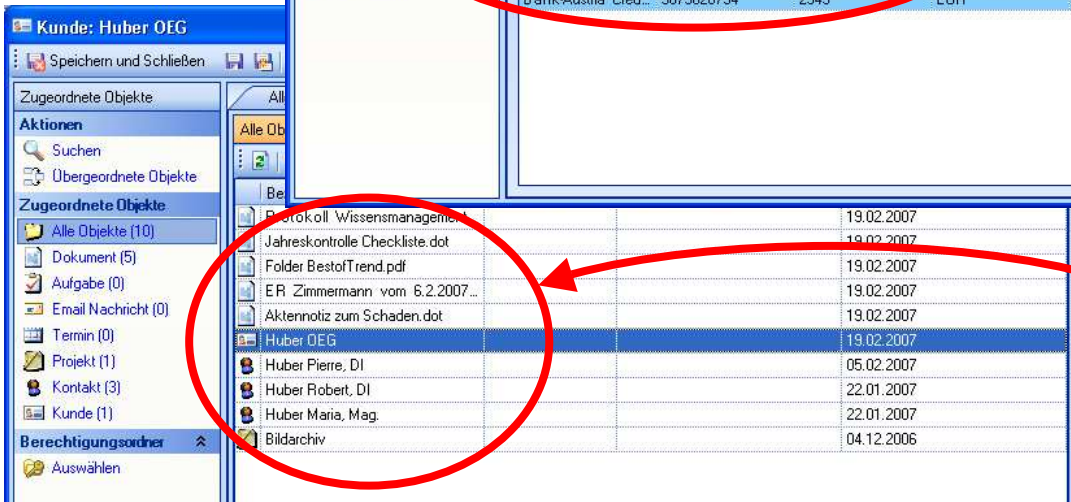 Kunde: Huber OEG
Speichern und Schließen
Zugeordnete Objekte
Aktionen
Suchen
Übergeordnete Objekte
Zugeordnete Objekte
Alle Objekte (10)
Dokument (5)
Aufgabe (0)
Email Nachricht (0)
Termin (0)
Projekt (1)
Kontakt (3)
Kunde (1)
Berechtigungsordner
Auswählen
All
Alle Ob
Be
Protokoll Wissensmanagement 19.02.2007
Jahreskontrolle Checkliste.dot 19.02.2007
Folder BestofTrend.pdf 19.02.2007
ER Zimmermann vom 6.2.2007... 19.02.2007
Aktennotiz zum Schaden.dot 19.02.2007
Huber OEG 19.02.2007
Huber Pierre, DI 05.02.2007
Huber Robert, DI 22.01.2007
Huber Maria, Mag. 22.01.2007
Bildarchiv 04.12.2006